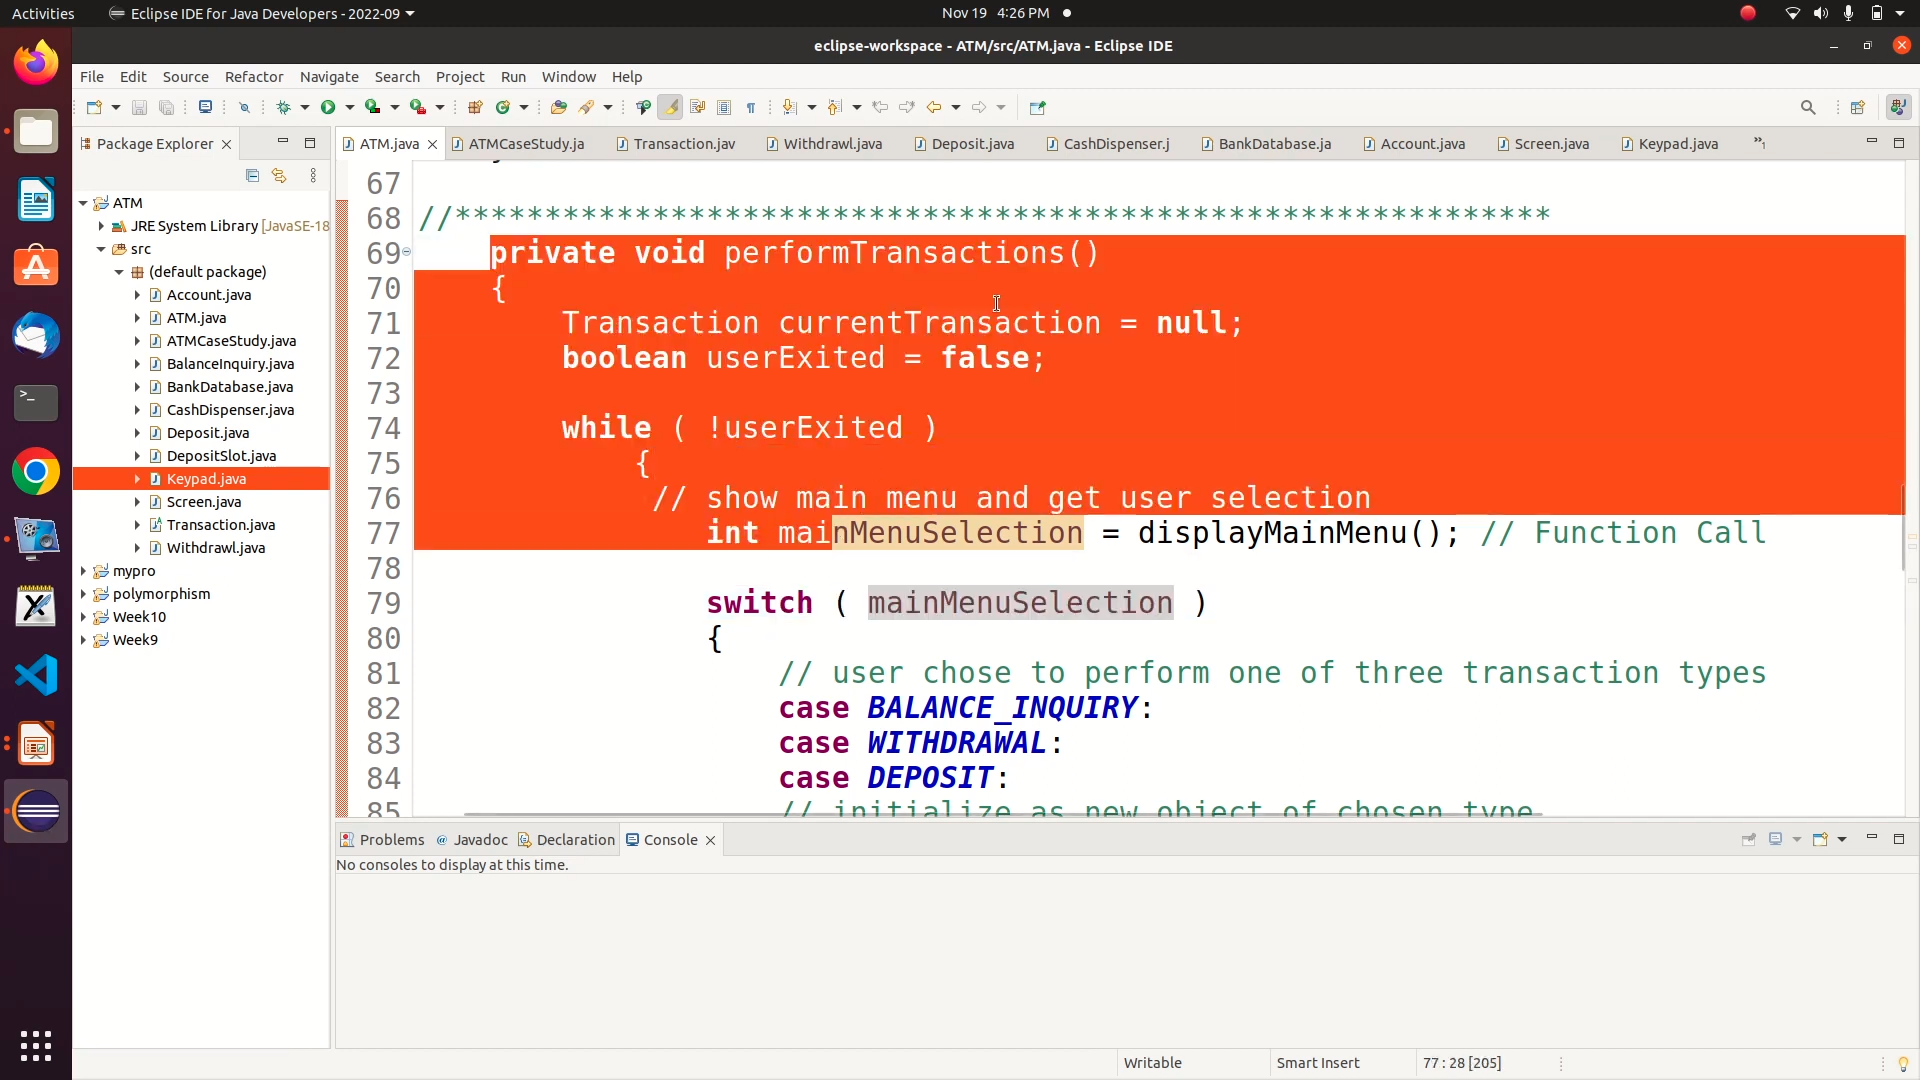 Activities
Eclipse IDE for Java Developers - 2022-09
Nov 19 4:26 PM
eclipse-workspace - ATM/src/ATM.java - Eclipse IDE
File Edit Source Refactor Navigate Search Project Run Window Help
Package Explorer
ATM.java
ATMCaseStudy.ja
Transaction.jav
Withdrawl.java
Deposit.java
CashDispenser.j
BankDatabase.ja
Account.java
Screen.java
Keypad.java
»1
ATM
JRE System Library [JavaSE-18
src
(default package)
Account.java
ATM.java
ATMCaseStudy.java
BalanceInquiry.java
BankDatabase.java
CashDispenser.java
Deposit.java
DepositSlot.java
Keypad.java
Screen.java
Transaction.java
Withdrawl.java
mypro
polymorphism
Week10
Week9
67
68 //*************************************************************
69 private void performTransactions()
70 {
71 Transaction currentTransaction = null;
72 boolean userExited = false;
73
74 while ( !userExited )
75 {
76 // show main menu and get user selection
77 int mainMenuSelection = displayMainMenu(); // Function Call
78
79 switch ( mainMenuSelection )
80 {
81 // user chose to perform one of three transaction types
82 case BALANCE_INQUIRY:
83 case WITHDRAWAL:
84 case DEPOSIT:
85 // initialize as new object of chosen type
Problems Javadoc Declaration Console
No consoles to display at this time.
Writable
Smart Insert
77 : 28 [205]